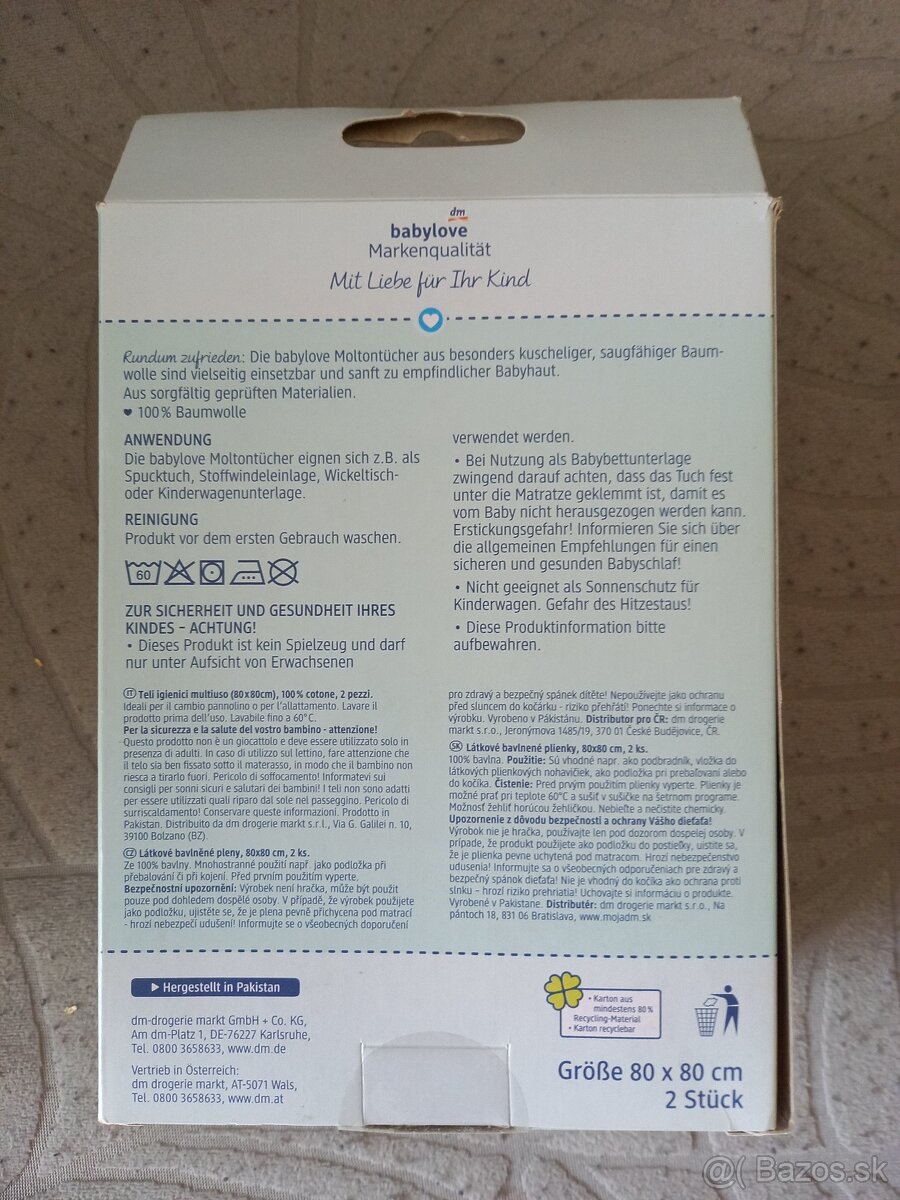 dm
babylove
Markenqualität
Mit Liebe für Ihr Kind
Rundum zufrieden: Die babylove Moltontücher aus besonders kuscheliger, saugfähiger Baum-
wolle sind vielseitig einsetzbar und sanft zu empfindlicher Babyhaut.
Aus sorgfältig geprüften Materialien.
♥ 100% Baumwolle
ANWENDUNG
Die babylove Moltontücher eignen sich z.B. als
Spucktuch, Stoffwindeleinlage, Wickeltisch-
oder Kinderwagenunterlage.
REINIGUNG
Produkt vor dem ersten Gebrauch waschen.
60
ZUR SICHERHEIT UND GESUNDHEIT IHRES
KINDES – ACHTUNG!
• Dieses Produkt ist kein Spielzeug und darf
nur unter Aufsicht von Erwachsenen
verwendet werden.
• Bei Nutzung als Babybettunterlage
zwingend darauf achten, dass das Tuch fest
unter die Matratze geklemmt ist, damit es
vom Baby nicht herausgezogen werden kann.
Erstickungsgefahr! Informieren Sie sich über
die allgemeinen Empfehlungen für einen
sicheren und gesunden Babyschlaf!
• Nicht geeignet als Sonnenschutz für
Kinderwagen. Gefahr des Hitzestaus!
• Diese Produktinformation bitte
aufbewahren.
IT Teli igienici multiuso (80x80cm), 100% cotone, 2 pezzi.
Ideali per il cambio pannolino o per l'allattamento. Lavare il
prodotto prima dell'uso. Lavabile fino a 60°C.
Per la sicurezza e la salute del vostro bambino - attenzione!
Questo prodotto non è un giocattolo e deve essere utilizzato solo in
presenza di adulti. In caso di utilizzo sul lettino, fare attenzione che
il telo sia ben fissato sotto il materasso, in modo che il bambino non
riesca a tirarlo fuori. Pericolo di soffocamento! Informatevi sui
consigli per sonni sicuri e salutari dei bambini! I teli non sono adatti
per essere utilizzati quali riparo dal sole nel passeggino. Pericolo di
surriscaldamento! Conservare queste informazioni. Prodotto in
Pakistan. Distribuito da dm drogerie markt s.r.l., Via G. Galilei n. 10,
39100 Bolzano (BZ).
CZ Látkové bavlněné pleny, 80x80 cm, 2 ks.
Ze 100% bavlny. Mnohostranné použití např. jako podložka při
přebalování či při kojení. Před prvním použitím vyperte.
Bezpečnostní upozornění: Výrobek není hračka, může být použit
pouze pod dohledem dospělé osoby. V případě, že výrobek použijete
jako podložku, ujistěte se, že je plena pevně přichycena pod matrací
- hrozí nebezpečí udušení! Informujte se o všeobecných doporučení
pro zdravý a bezpečný spánek dítěte! Nepoužívejte jako ochranu
před sluncem do kočárku - riziko přehřátí! Ponechte si informace o
výrobku. Vyrobeno v Pákistánu. Distributor pro ČR: dm drogerie
markt s.r.o., Jeronýmova 1485/19, 370 01 České Budějovice, ČR.
SK Látkové bavlnené plienky, 80x80 cm, 2 ks.
100% bavlna. Použitie: Sú vhodné napr. ako podbradník, vložka do
látkových plienkových nohavičiek, ako podložka pri prebaľovaní alebo
do kočíka. Čistenie: Pred prvým použitím plienky vyperte. Plienky je
možné prať pri teplote 60°C a sušiť v sušičke na šetrnom programe.
Možnosť žehliť horúcou žehličkou. Nebieľte a nečistite chemicky.
Upozornenie z dôvodu bezpečnosti a ochrany Vášho dieťaťa!
Výrobok nie je hračka, používajte len pod dozorom dospelej osoby. V
prípade, že produkt použijete ako podložku do postieľky, uistite sa,
že je plienka pevne uchytená pod matracom. Hrozí nebezpečenstvo
udusenia! Informujte sa o všeobecných odporučeniach pre zdravý a
bezpečný spánok dieťaťa! Nie je vhodný do kočíka ako ochrana proti
slnku – hrozí riziko prehriatia! Uchovajte si informáciu o produkte.
Vyrobené v Pakistane. Distribútor: dm drogerie markt s.r.o., Na
pántoch 18, 831 06 Bratislava, www.mojadm.sk
▶ Hergestellt in Pakistan
dm-drogerie markt GmbH + Co. KG,
Am dm-Platz 1, DE-76227 Karlsruhe,
Tel. 0800 3658633, www.dm.de
Vertrieb in Österreich:
dm drogerie markt, AT-5071 Wals,
Tel. 0800 3658633, www.dm.at
• Karton aus
mindestens 80%
Recycling-Material
• Karton recyclebar
Größe 80 x 80 cm
2 Stück
@( Bazos.sk